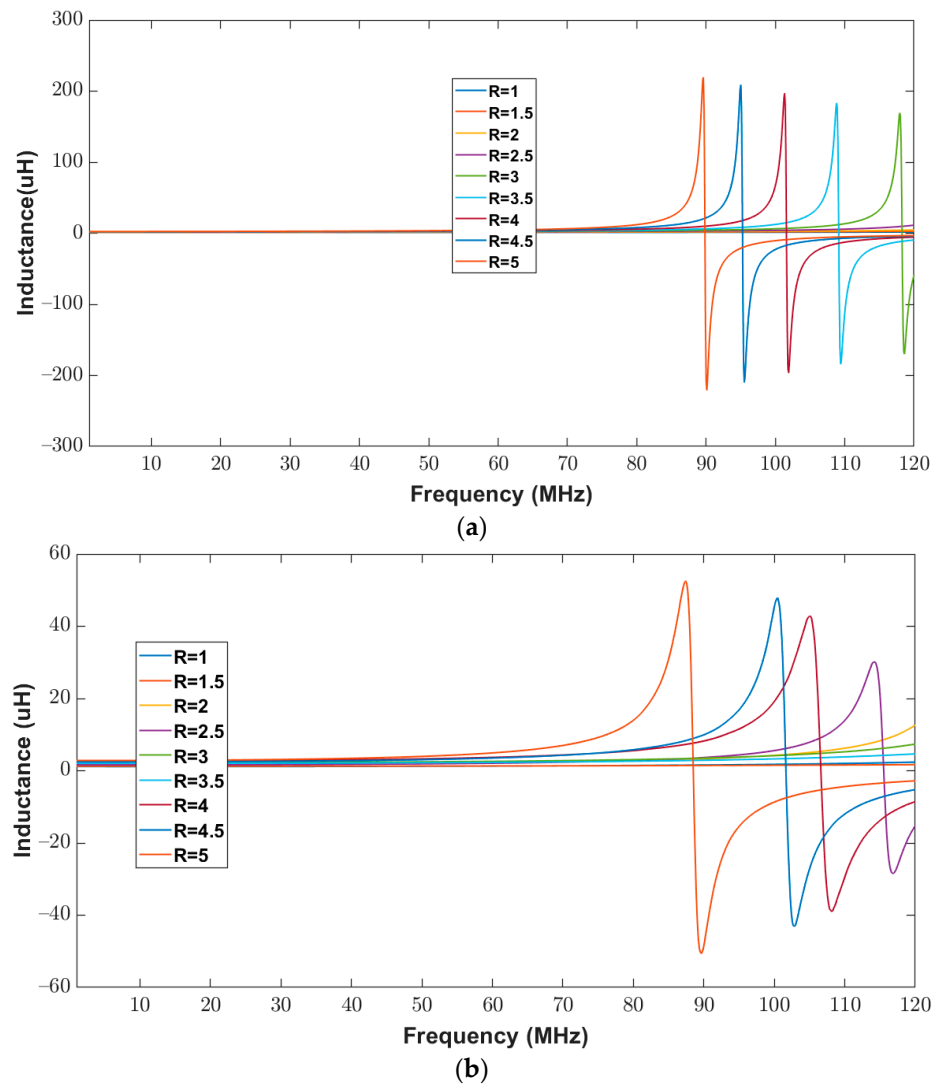 300
200
100
0
−100
−200
−300
Inductance(uH)
R=1
R=1.5
R=2
R=2.5
R=3
R=3.5
R=4
R=4.5
R=5
10 20 30 40 50 60 70 80 90 100 110 120
Frequency (MHz)
(a)
60
40
20
0
−20
−40
−60
Inductance (uH)
R=1
R=1.5
R=2
R=2.5
R=3
R=3.5
R=4
R=4.5
R=5
10 20 30 40 50 60 70 80 90 100 110 120
Frequency (MHz)
(b)